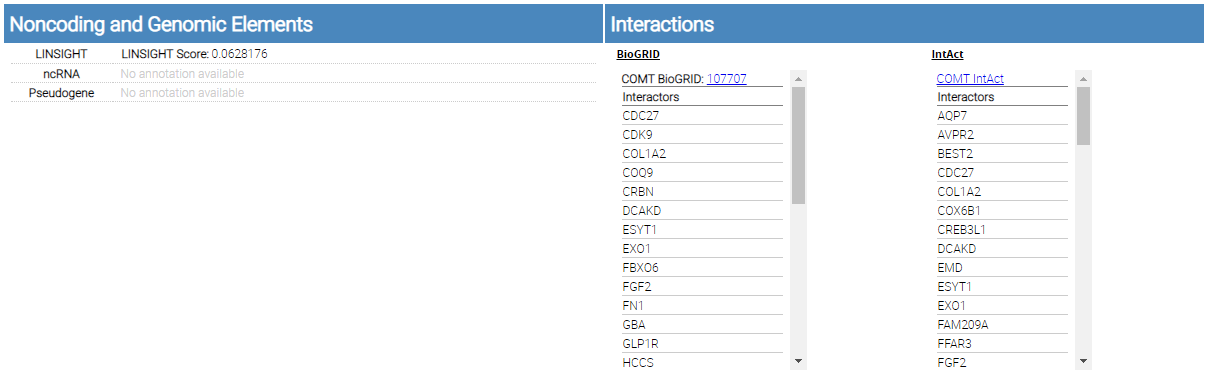 Noncoding and Genomic Elements
LINSIGHT LINSIGHT Score: 0.0628176
ncRNA No annotation available
Pseudogene No annotation available
Interactions
BioGRID
COMT BioGRID: 107707
Interactors
CDC27
CDK9
COL1A2
COQ9
CRBN
DCAKD
ESYT1
EXO1
FBXO6
FGF2
FN1
GBA
GLP1R
HCCS
IntAct
COMT IntAct
Interactors
AQP7
AVPR2
BEST2
CDC27
COL1A2
COX6B1
CREB3L1
DCAKD
EMD
ESYT1
EXO1
FAM209A
FFAR3
FGF2